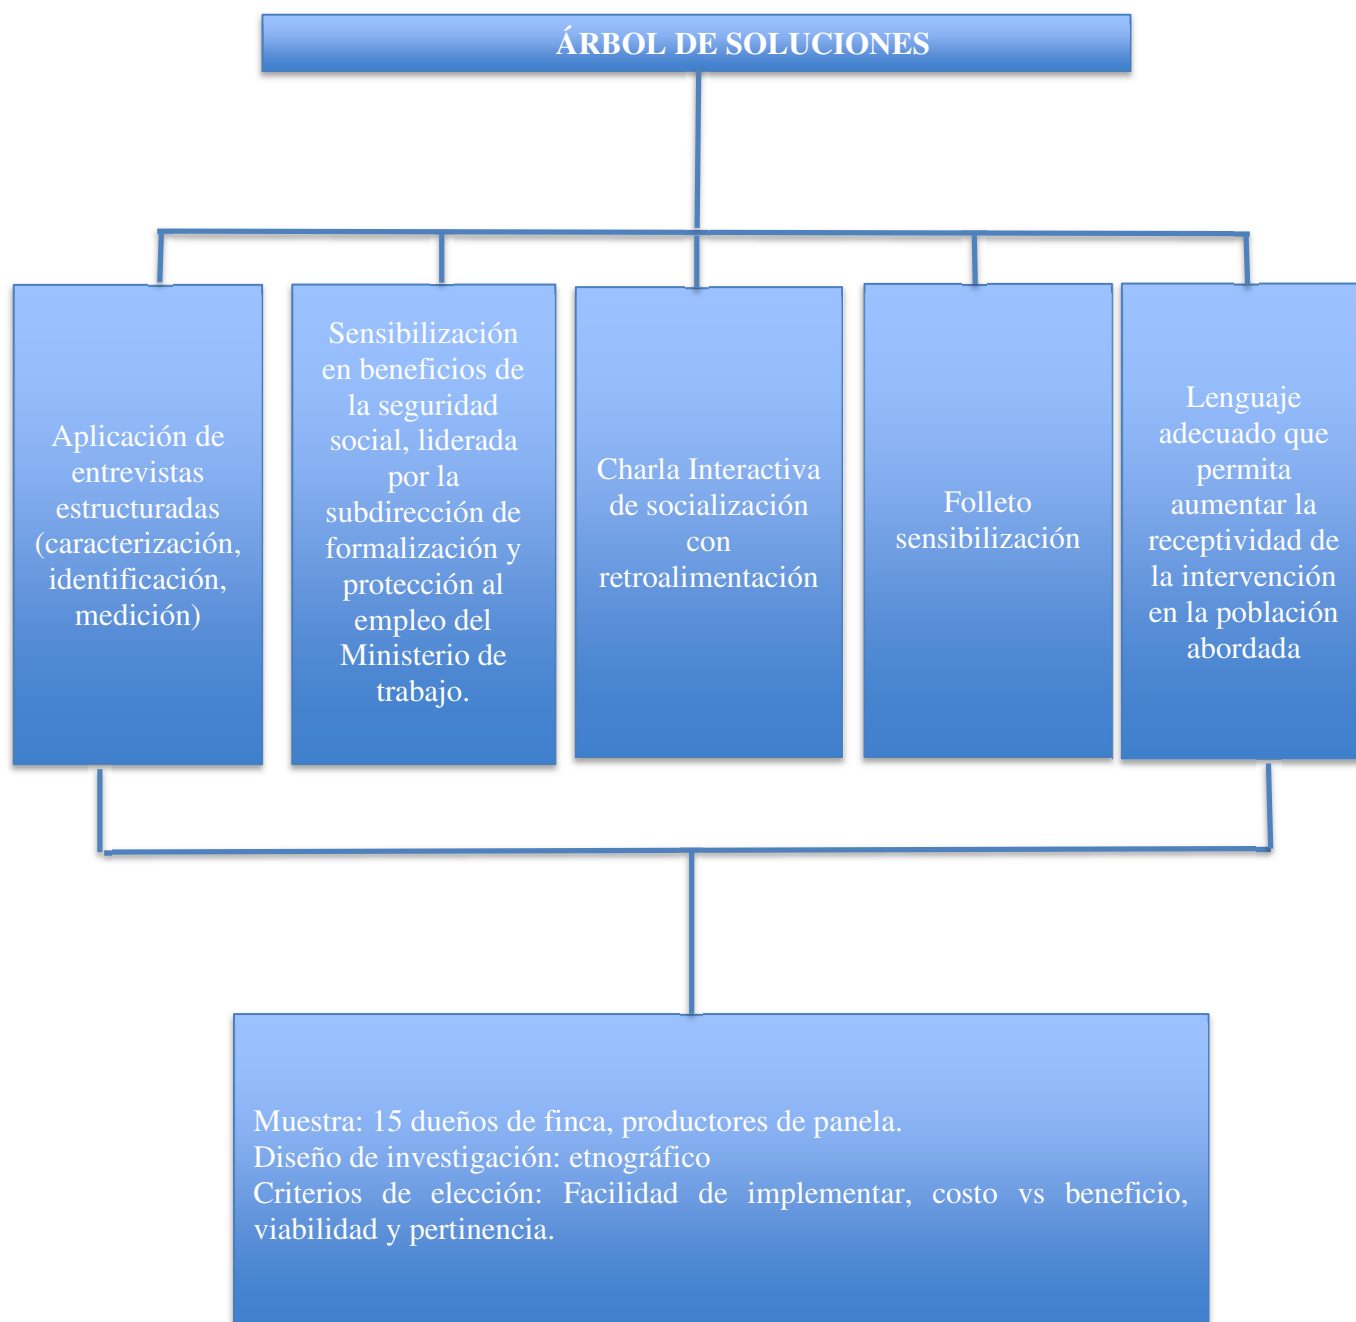 ÁRBOL DE SOLUCIONES
Aplicación de
entrevistas
estructuradas
(caracterización,
identificación,
medición)
Sensibilización
en beneficios de
la seguridad
social, liderada
por la
subdirección de
formalización y
protección al
empleo del
Ministerio de
trabajo.
Charla Interactiva
de socialización
con
retroalimentación
Folleto
sensibilización
Lenguaje
adecuado que
permita
aumentar la
receptividad de
la intervención
en la población
abordada
Muestra: 15 dueños de finca, productores de panela.
Diseño de investigación: etnográfico
Criterios de elección: Facilidad de implementar, costo vs beneficio,
viabilidad y pertinencia.